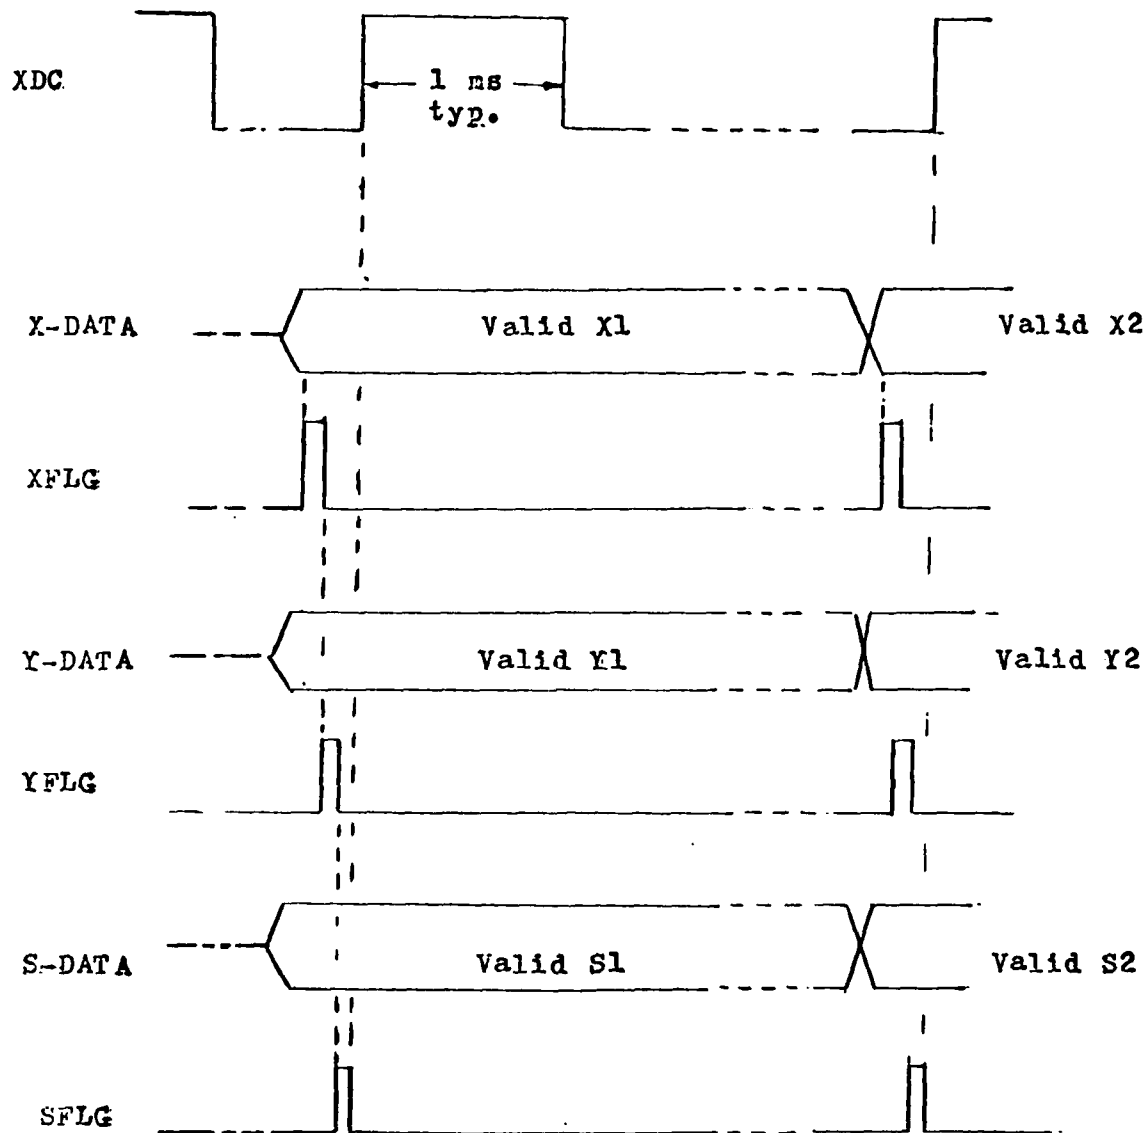 XDC
1 ms
typ.
X-DATA
Valid X1
Valid X2
XFLG
Y-DATA
Valid Y1
Valid Y2
YFLG
S-DATA
Valid S1
Valid S2
SFLG